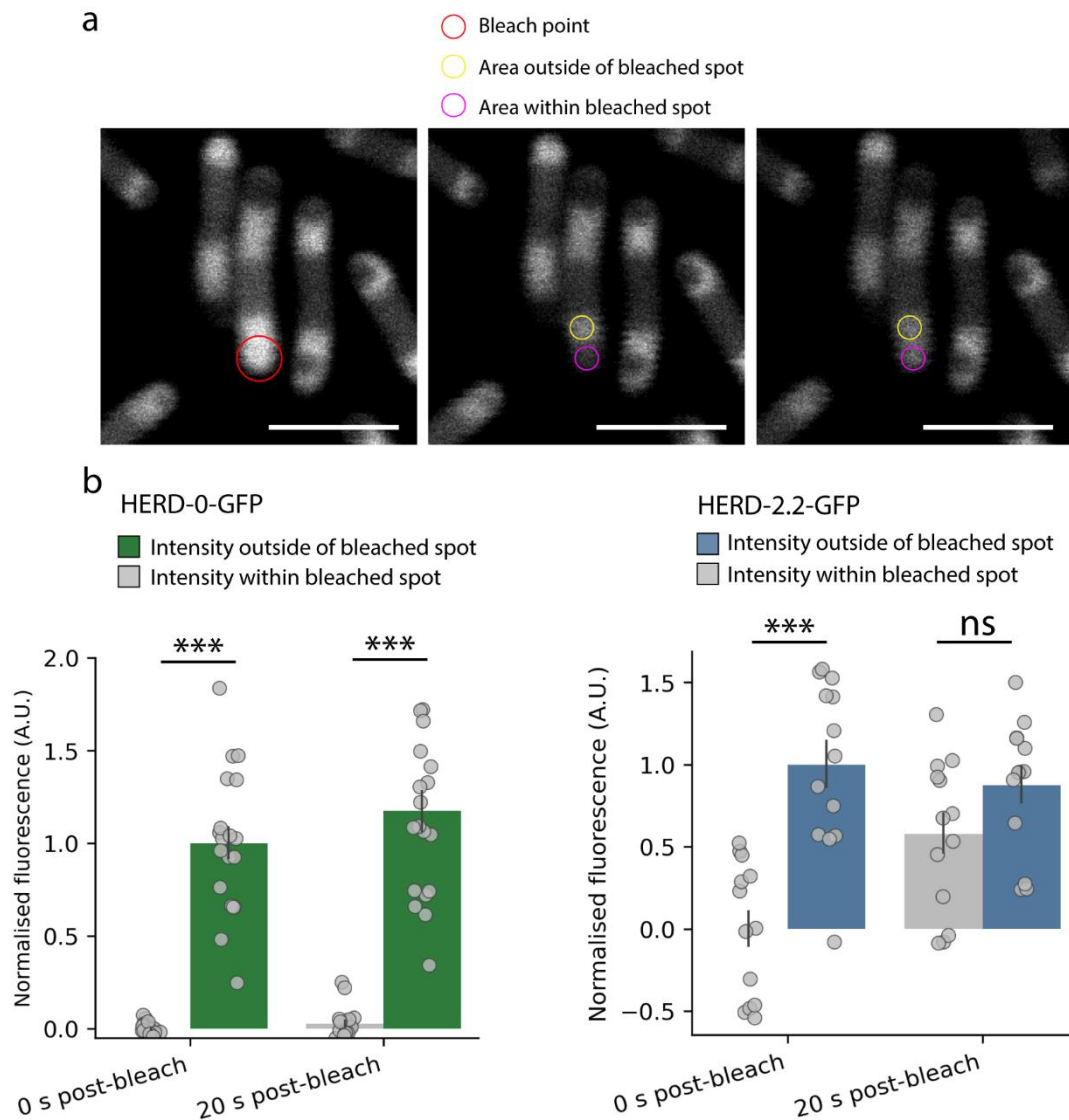 a
Bleach point
Area outside of bleached spot
Area within bleached spot
b
HERD-0-GFP
Intensity outside of bleached spot
Intensity within bleached spot
Normalised fluorescence (A.U.)
2.0
1.5
1.0
0.5
0.0
***
***
0 s post-bleach
20 s post-bleach
HERD-2.2-GFP
Intensity outside of bleached spot
Intensity within bleached spot
Normalised fluorescence (A.U.)
1.5
1.0
0.5
0.0
−0.5
***
ns
0 s post-bleach
20 s post-bleach